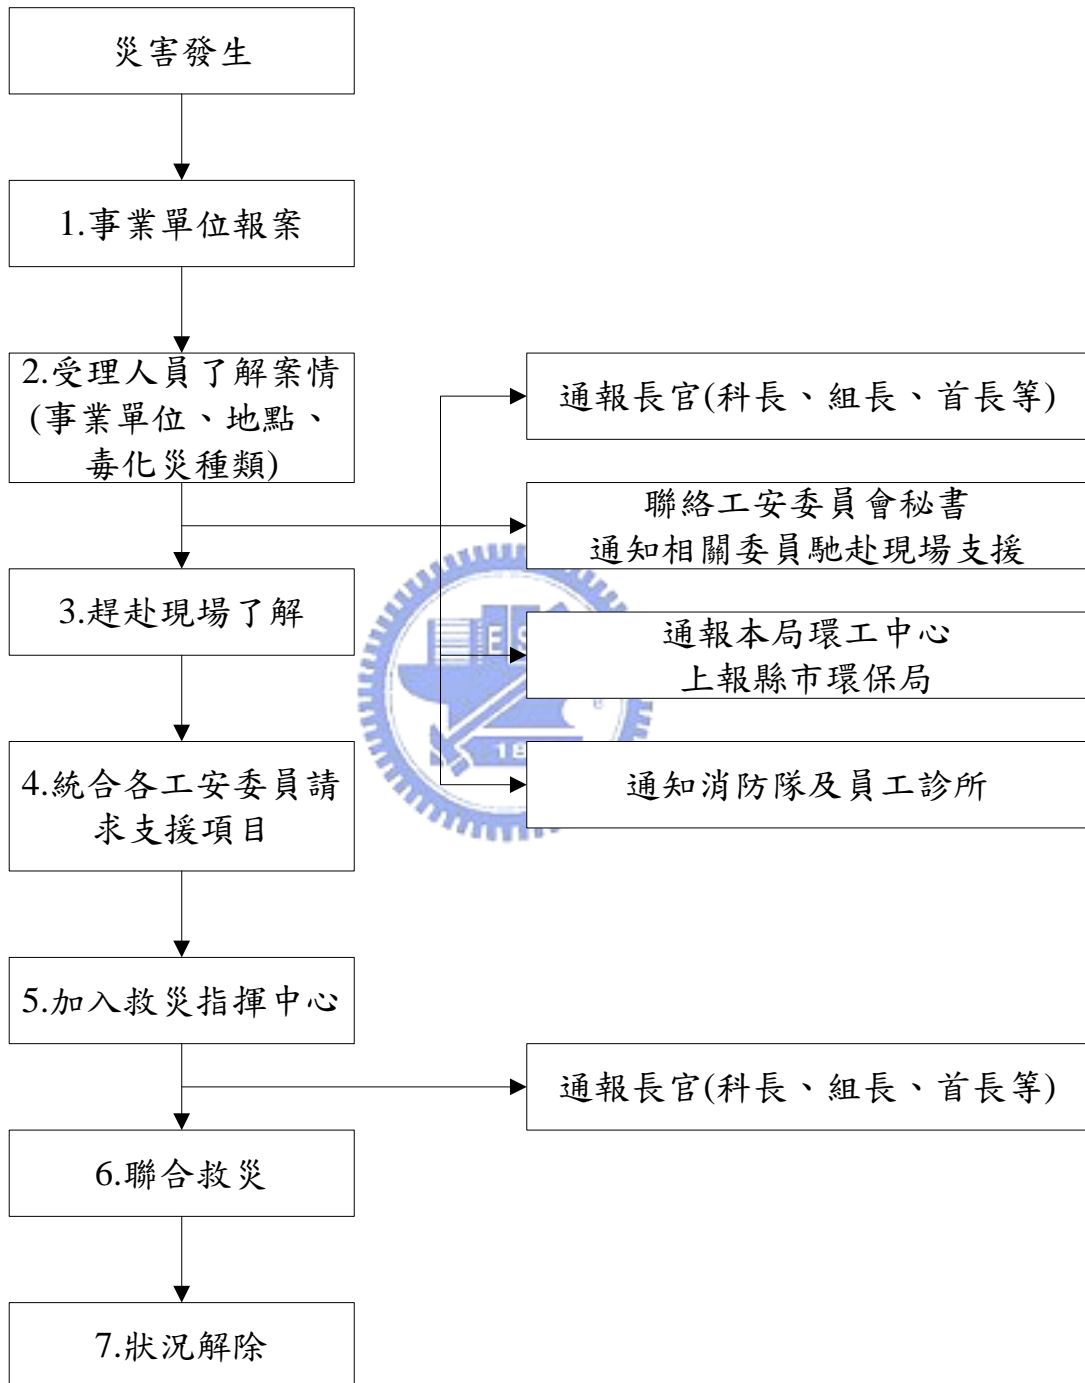 災害發生
1.事業單位報案
2.受理人員了解案情
(事業單位、地點、
毒化災種類)
通報長官(科長、組長、首長等)
聯絡工安委員會秘書
通知相關委員馳赴現場支援
3.趕赴現場了解
通報本局環工中心
上報縣市環保局
4.統合各工安委員請
求支援項目
通知消防隊及員工診所
5.加入救災指揮中心
通報長官(科長、組長、首長等)
6.聯合救災
7.狀況解除